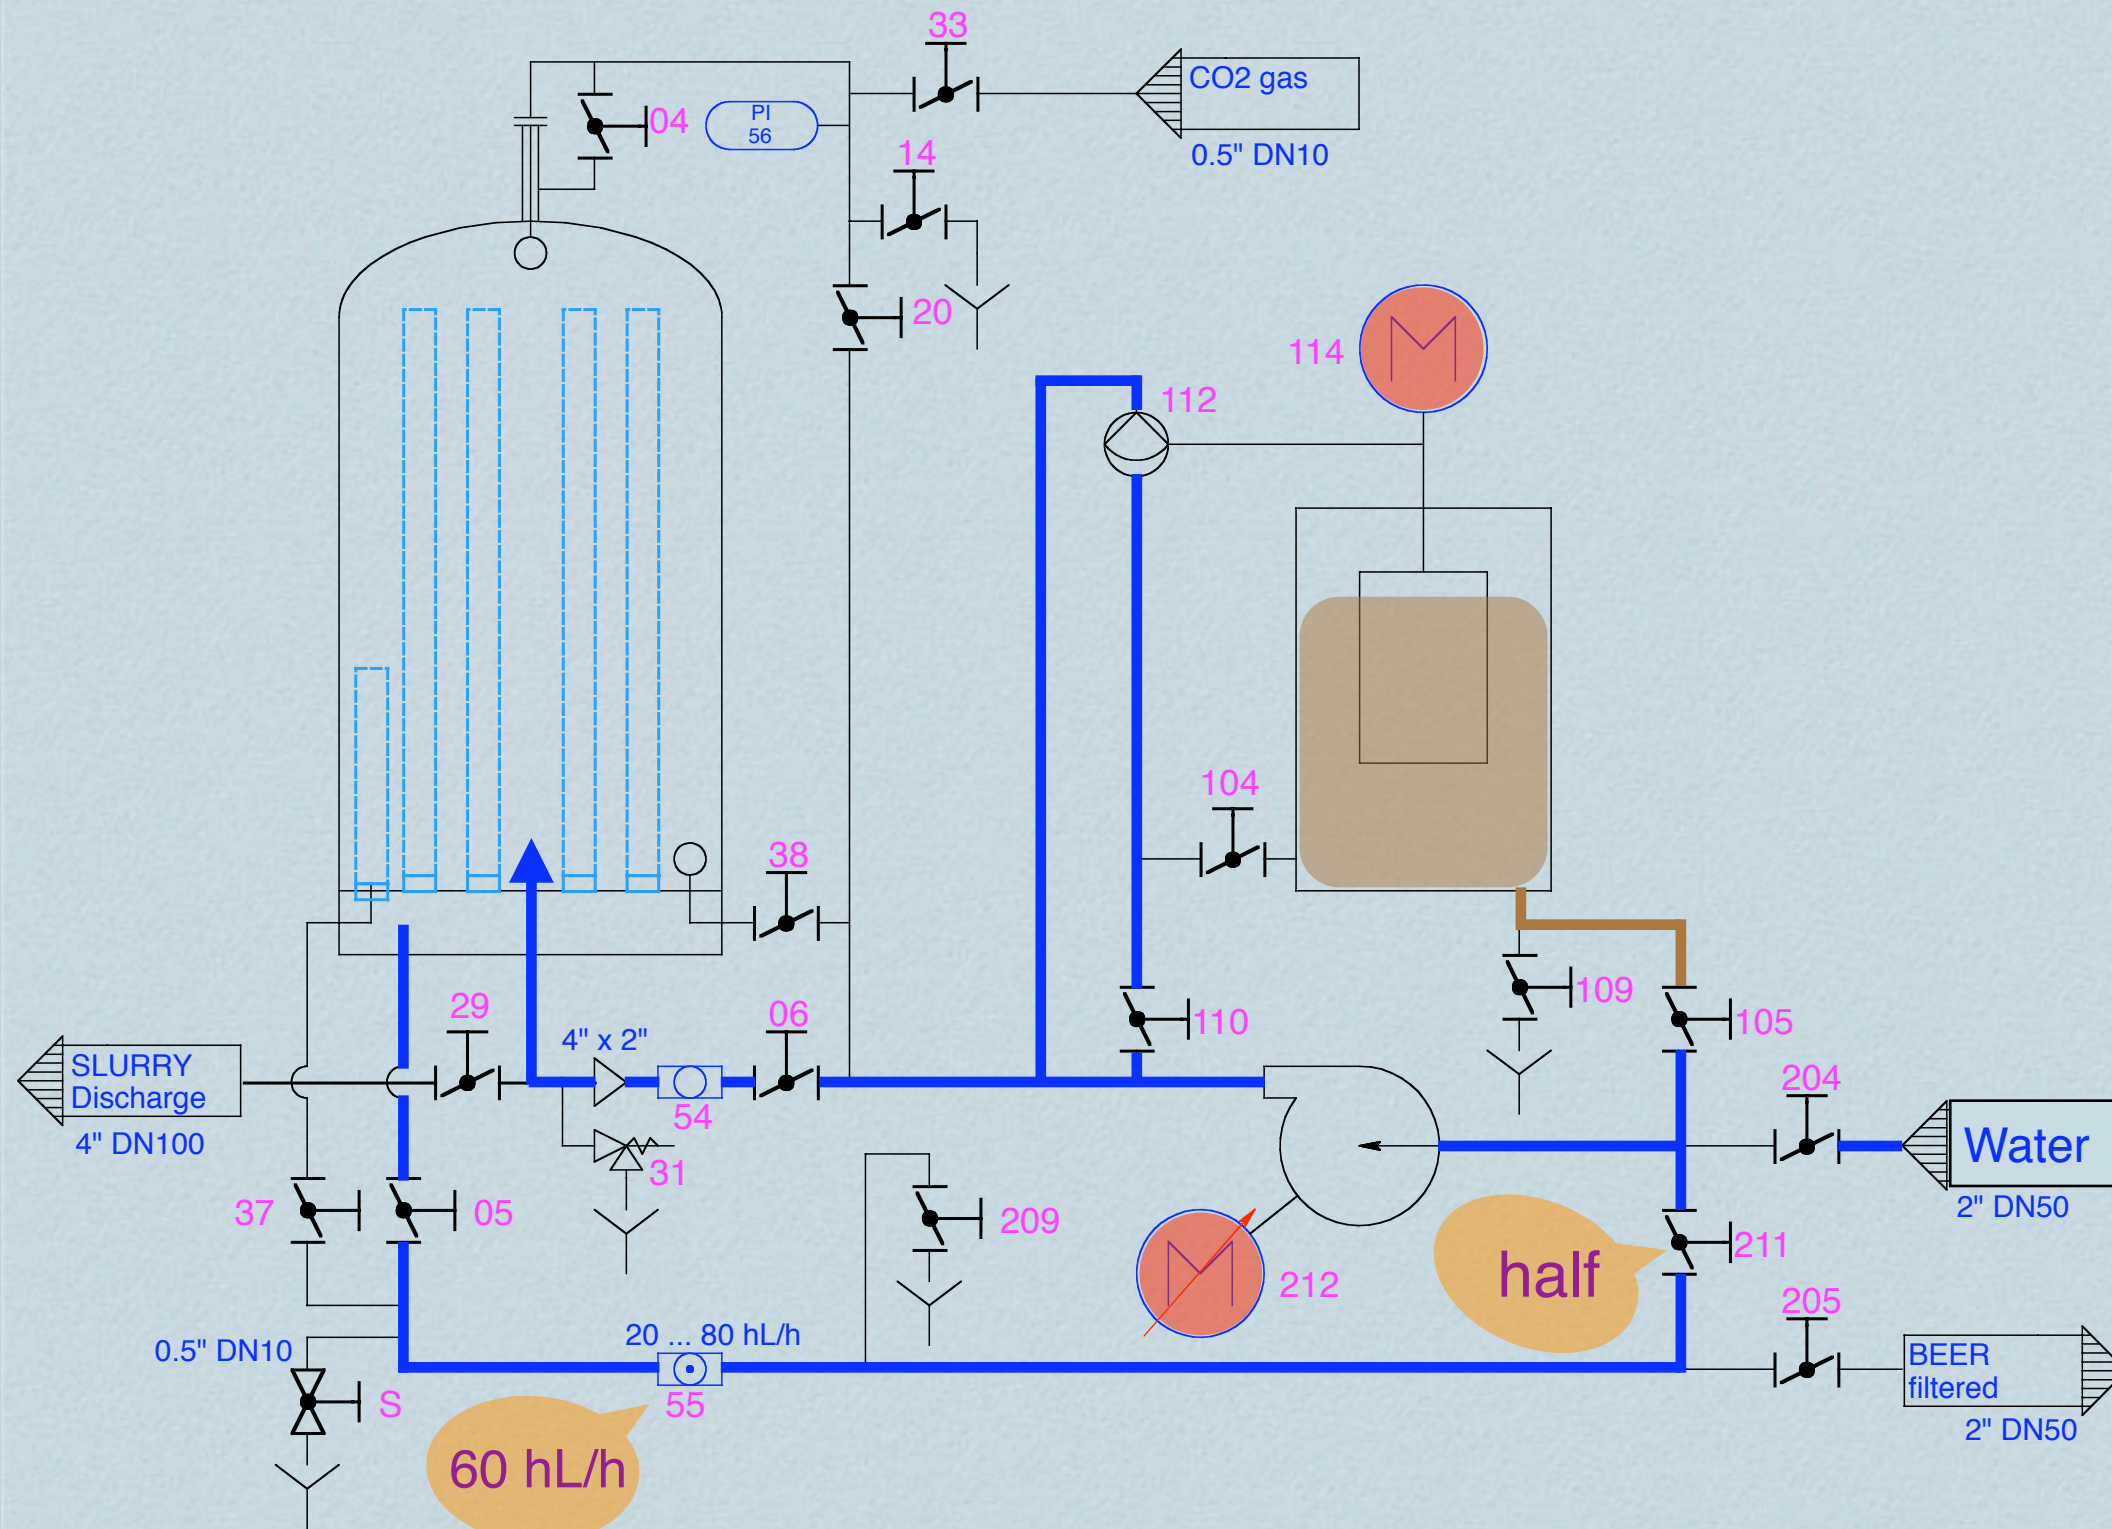 33
CO2 gas
0.5" DN10
04
PI
56
14
20
114
M
112
104
38
29
06
4" x 2"
54
110
109
105
SLURRY
Discharge
4" DN100
204
Water
2" DN50
31
37
05
209
M
212
half
211
205
20 ... 80 hL/h
0.5" DN10
55
S
60 hL/h
BEER
filtered
2" DN50